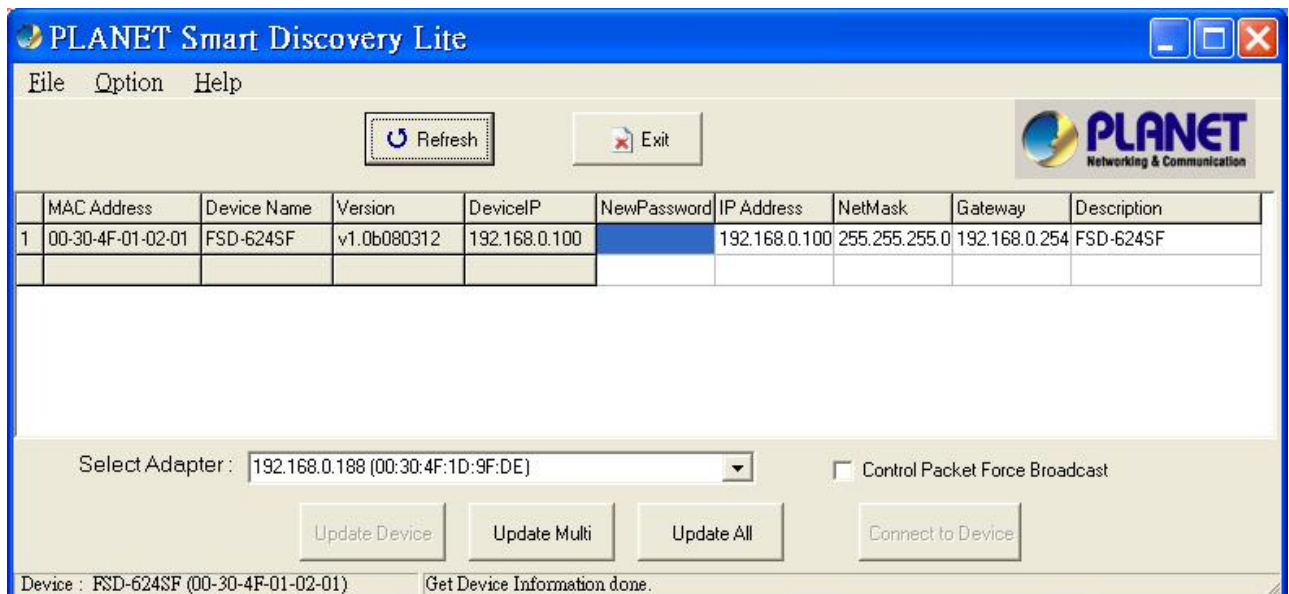 PLANET Smart Discovery Lite
File Option Help
Refresh Exit
PLANET
Networking & Communication
MAC Address Device Name Version DeviceIP NewPassword IP Address NetMask Gateway Description
1 00-30-4F-01-02-01 FSD-624SF v1.0b080312 192.168.0.100 192.168.0.100 255.255.255.0 192.168.0.254 FSD-624SF
Select Adapter : 192.168.0.188 (00:30:4F:1D:9F:DE) Control Packet Force Broadcast
Update Device Update Multi Update All Connect to Device
Device : FSD-624SF (00-30-4F-01-02-01) Get Device Information done.